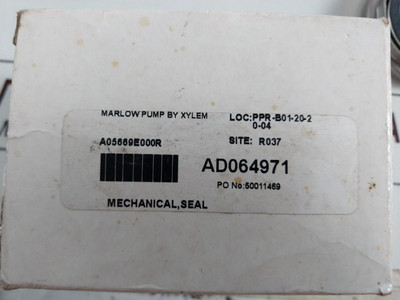 MARLOW PUMP BY XYLEM
LOC:PPR-B01-20-2
0-04
A05669E000R
SITE: R037
AD064971
PO No:50011469
MECHANICAL,SEAL